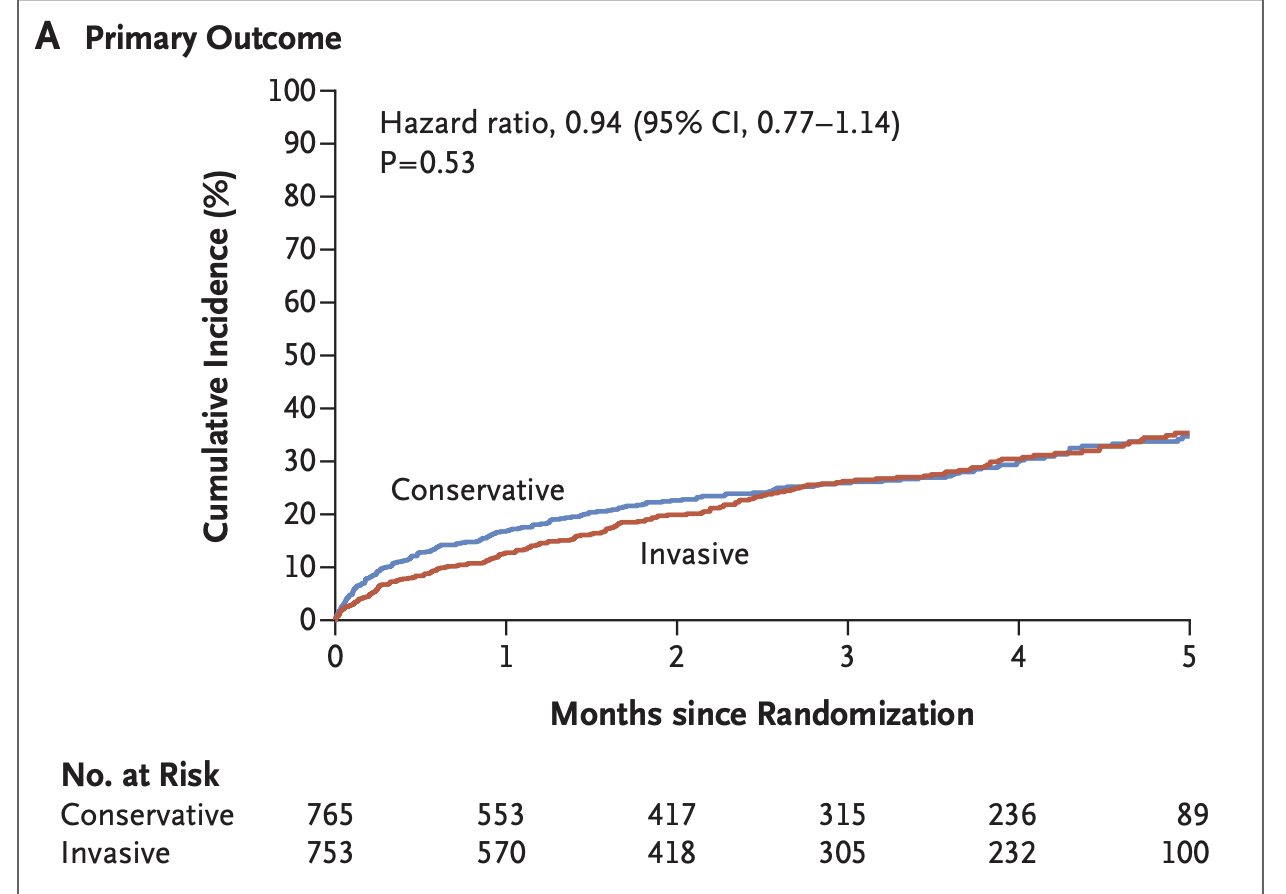 A Primary Outcome
100
Hazard ratio, 0.94 (95% CI, 0.77–1.14)
90
P=0.53
80
70
60
50
40
30
20
10
0
Cumulative Incidence (%)
Conservative
Invasive
0 1 2 3 4 5
Months since Randomization
No. at Risk
Conservative 765 553 417 315 236 89
Invasive 753 570 418 305 232 100